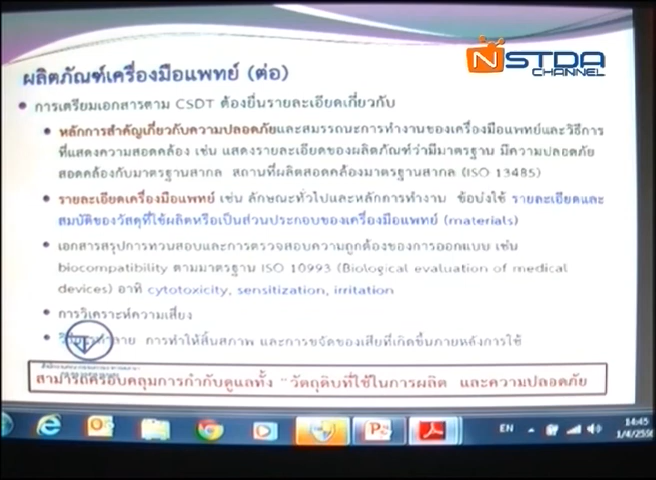 NSTDA
CHANNEL
ผลิตภัณฑ์เครื่องมือแพทย์ (ต่อ)
การเตรียมเอกสารตาม CSDT ต้องยื่นรายละเอียดเกี่ยวกับ
หลักการสำคัญเกี่ยวกับความปลอดภัยและสมรรถนะการทำงานของเครื่องมือแพทย์และวิธีการ
ที่แสดงความสอดคล้อง เช่น แสดงรายละเอียดของผลิตภัณฑ์ว่ามีมาตรฐาน มีความปลอดภัย
สอดคล้องกับมาตรฐานสากล สถานที่ผลิตสอดคล้องมาตรฐานสากล (ISO 13485)
รายละเอียดเครื่องมือแพทย์ เช่น ลักษณะทั่วไปและหลักการทำงาน ข้อบ่งใช้ รายละเอียดและ
สมบัติของวัสดุที่ใช้ผลิตหรือเป็นส่วนประกอบของเครื่องมือแพทย์ (materials)
เอกสารสรุปการทวนสอบและการตรวจสอบความถูกต้องของการออกแบบ เช่น
biocompatibility ตามมาตรฐาน ISO 10993 (Biological evaluation of medical
devices) อาทิ cytotoxicity, sensitization, irritation
การวิเคราะห์ความเสี่ยง
การทำให้สิ้นสภาพ และการขจัดของเสียที่เกิดขึ้นภายหลังการใช้
สามารถครอบคลุมการกำกับดูแลทั้ง "วัตถุดิบที่ใช้ในการผลิต และความปลอดภัย
EN
14:45